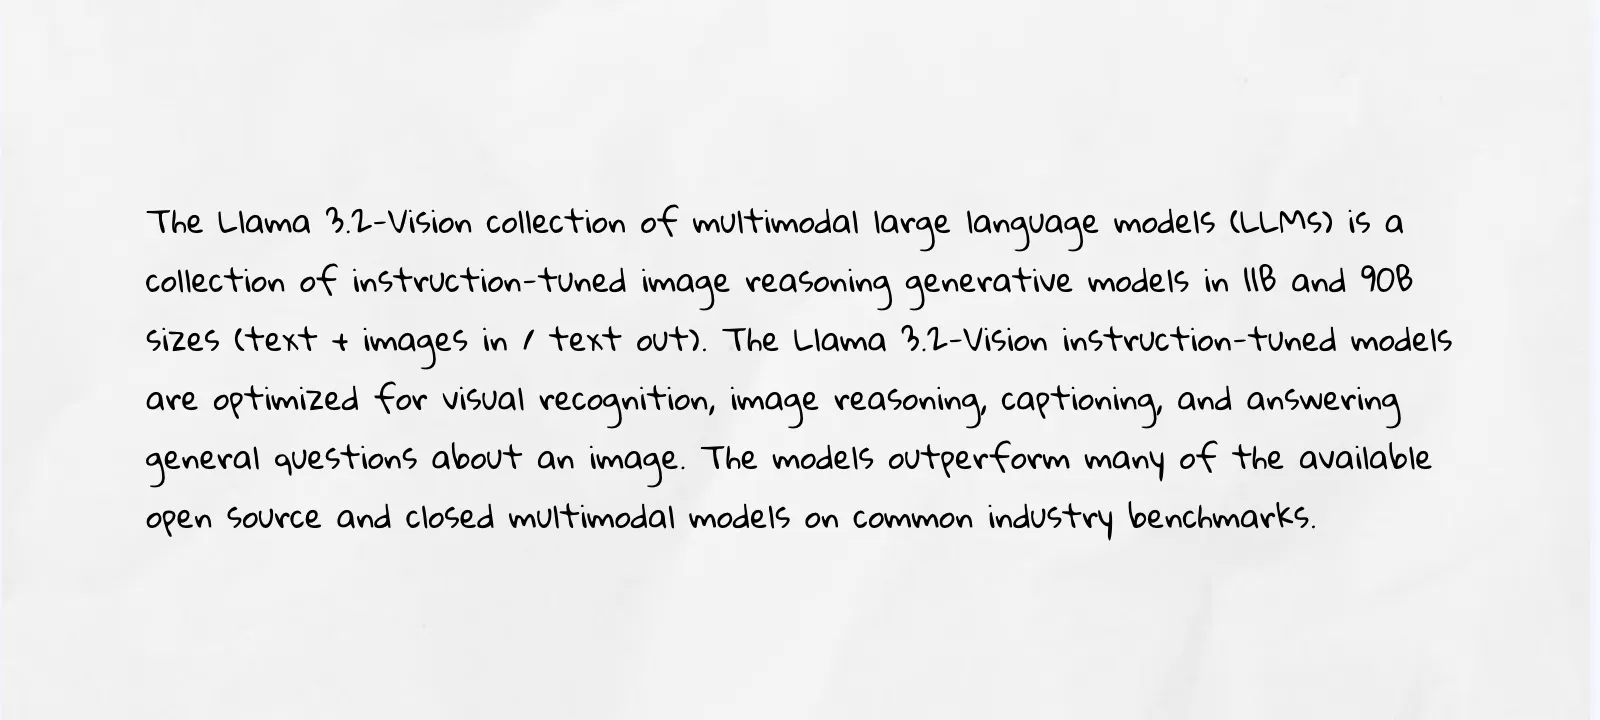 The Llama 3.2-Vision collection of multimodal large language models (LLMs) is a
collection of instruction-tuned image reasoning generative models in 11B and 90B
sizes (text + images in / text out). The Llama 3.2-Vision instruction-tuned models
are optimized for visual recognition, image reasoning, captioning, and answering
general questions about an image. The models outperform many of the available
open source and closed multimodal models on common industry benchmarks.